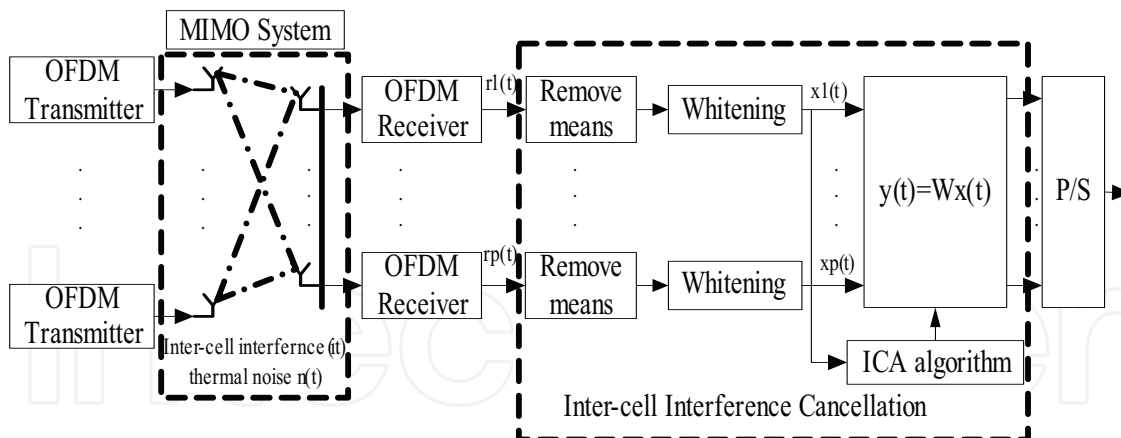 MIMO System
OFDM
Transmitter
OFDM
Receiver
r1(t)
Remove
means
Whitening
x1(t)
y(t)=Wx(t)
P/S
OFDM
Transmitter
OFDM
Receiver
rp(t)
Remove
means
Whitening
xp(t)
Inter-cell interfernce (it)
thermal noise n(t)
ICA algorithm
Inter-cell Interference Cancellation